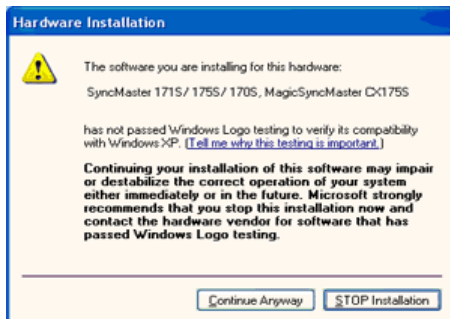 Hardware Installation
The software you are installing for this hardware:
SyncMaster 171S/ 175S/ 170S, MagicSyncMaster CX175S
has not passed Windows Logo testing to verify its compatibility
with Windows XP. (Tell me why this testing is important.)
Continuing your installation of this software may impair
or destabilize the correct operation of your system
either immediately or in the future. Microsoft strongly
recommends that you stop this installation now and
contact the hardware vendor for software that has
passed Windows Logo testing.
Continue Anyway
STOP Installation